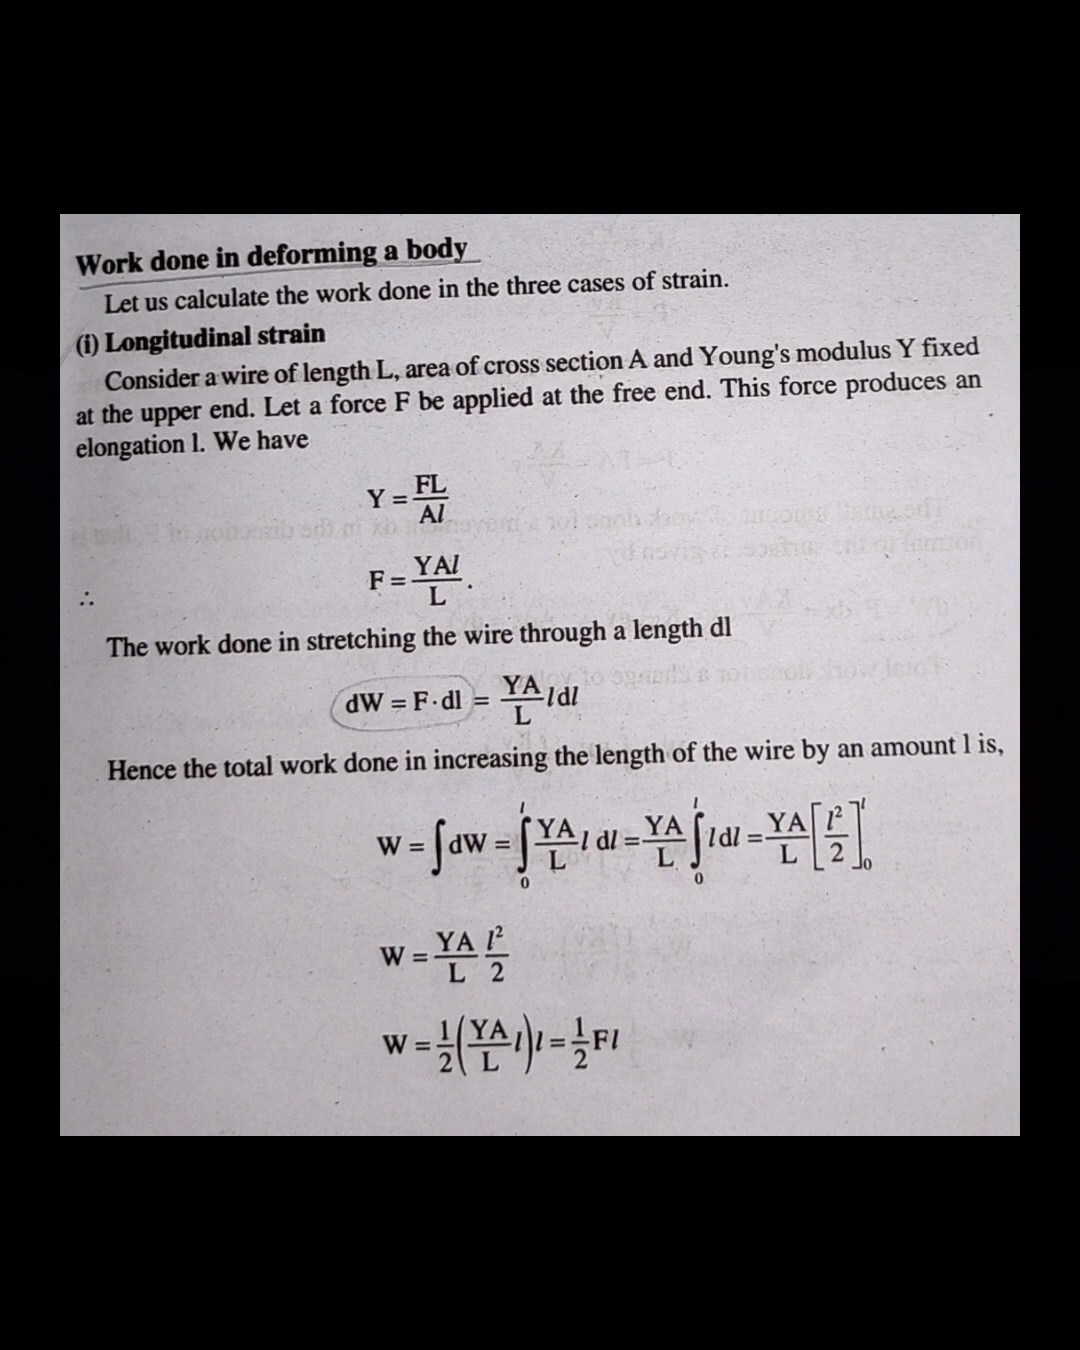 Work done in deforming a body
Let us calculate the work done in the three cases of strain.
(i) Longitudinal strain
Consider a wire of length L, area of cross section A and Young's modulus Y fixed
at the upper end. Let a force F be applied at the free end. This force produces an
elongation l. We have
Y = FL/Al
∴ F = YAl/L.
The work done in stretching the wire through a length dl
dW = F·dl = YA/L ldl
Hence the total work done in increasing the length of the wire by an amount l is,
W = ∫dW = ∫₀ˡ YA/L l dl = YA/L ∫₀ˡ ldl = YA/L [l²/2]₀ˡ
W = YA/L l²/2
W = 1/2 (YA/L l) l = 1/2 Fl